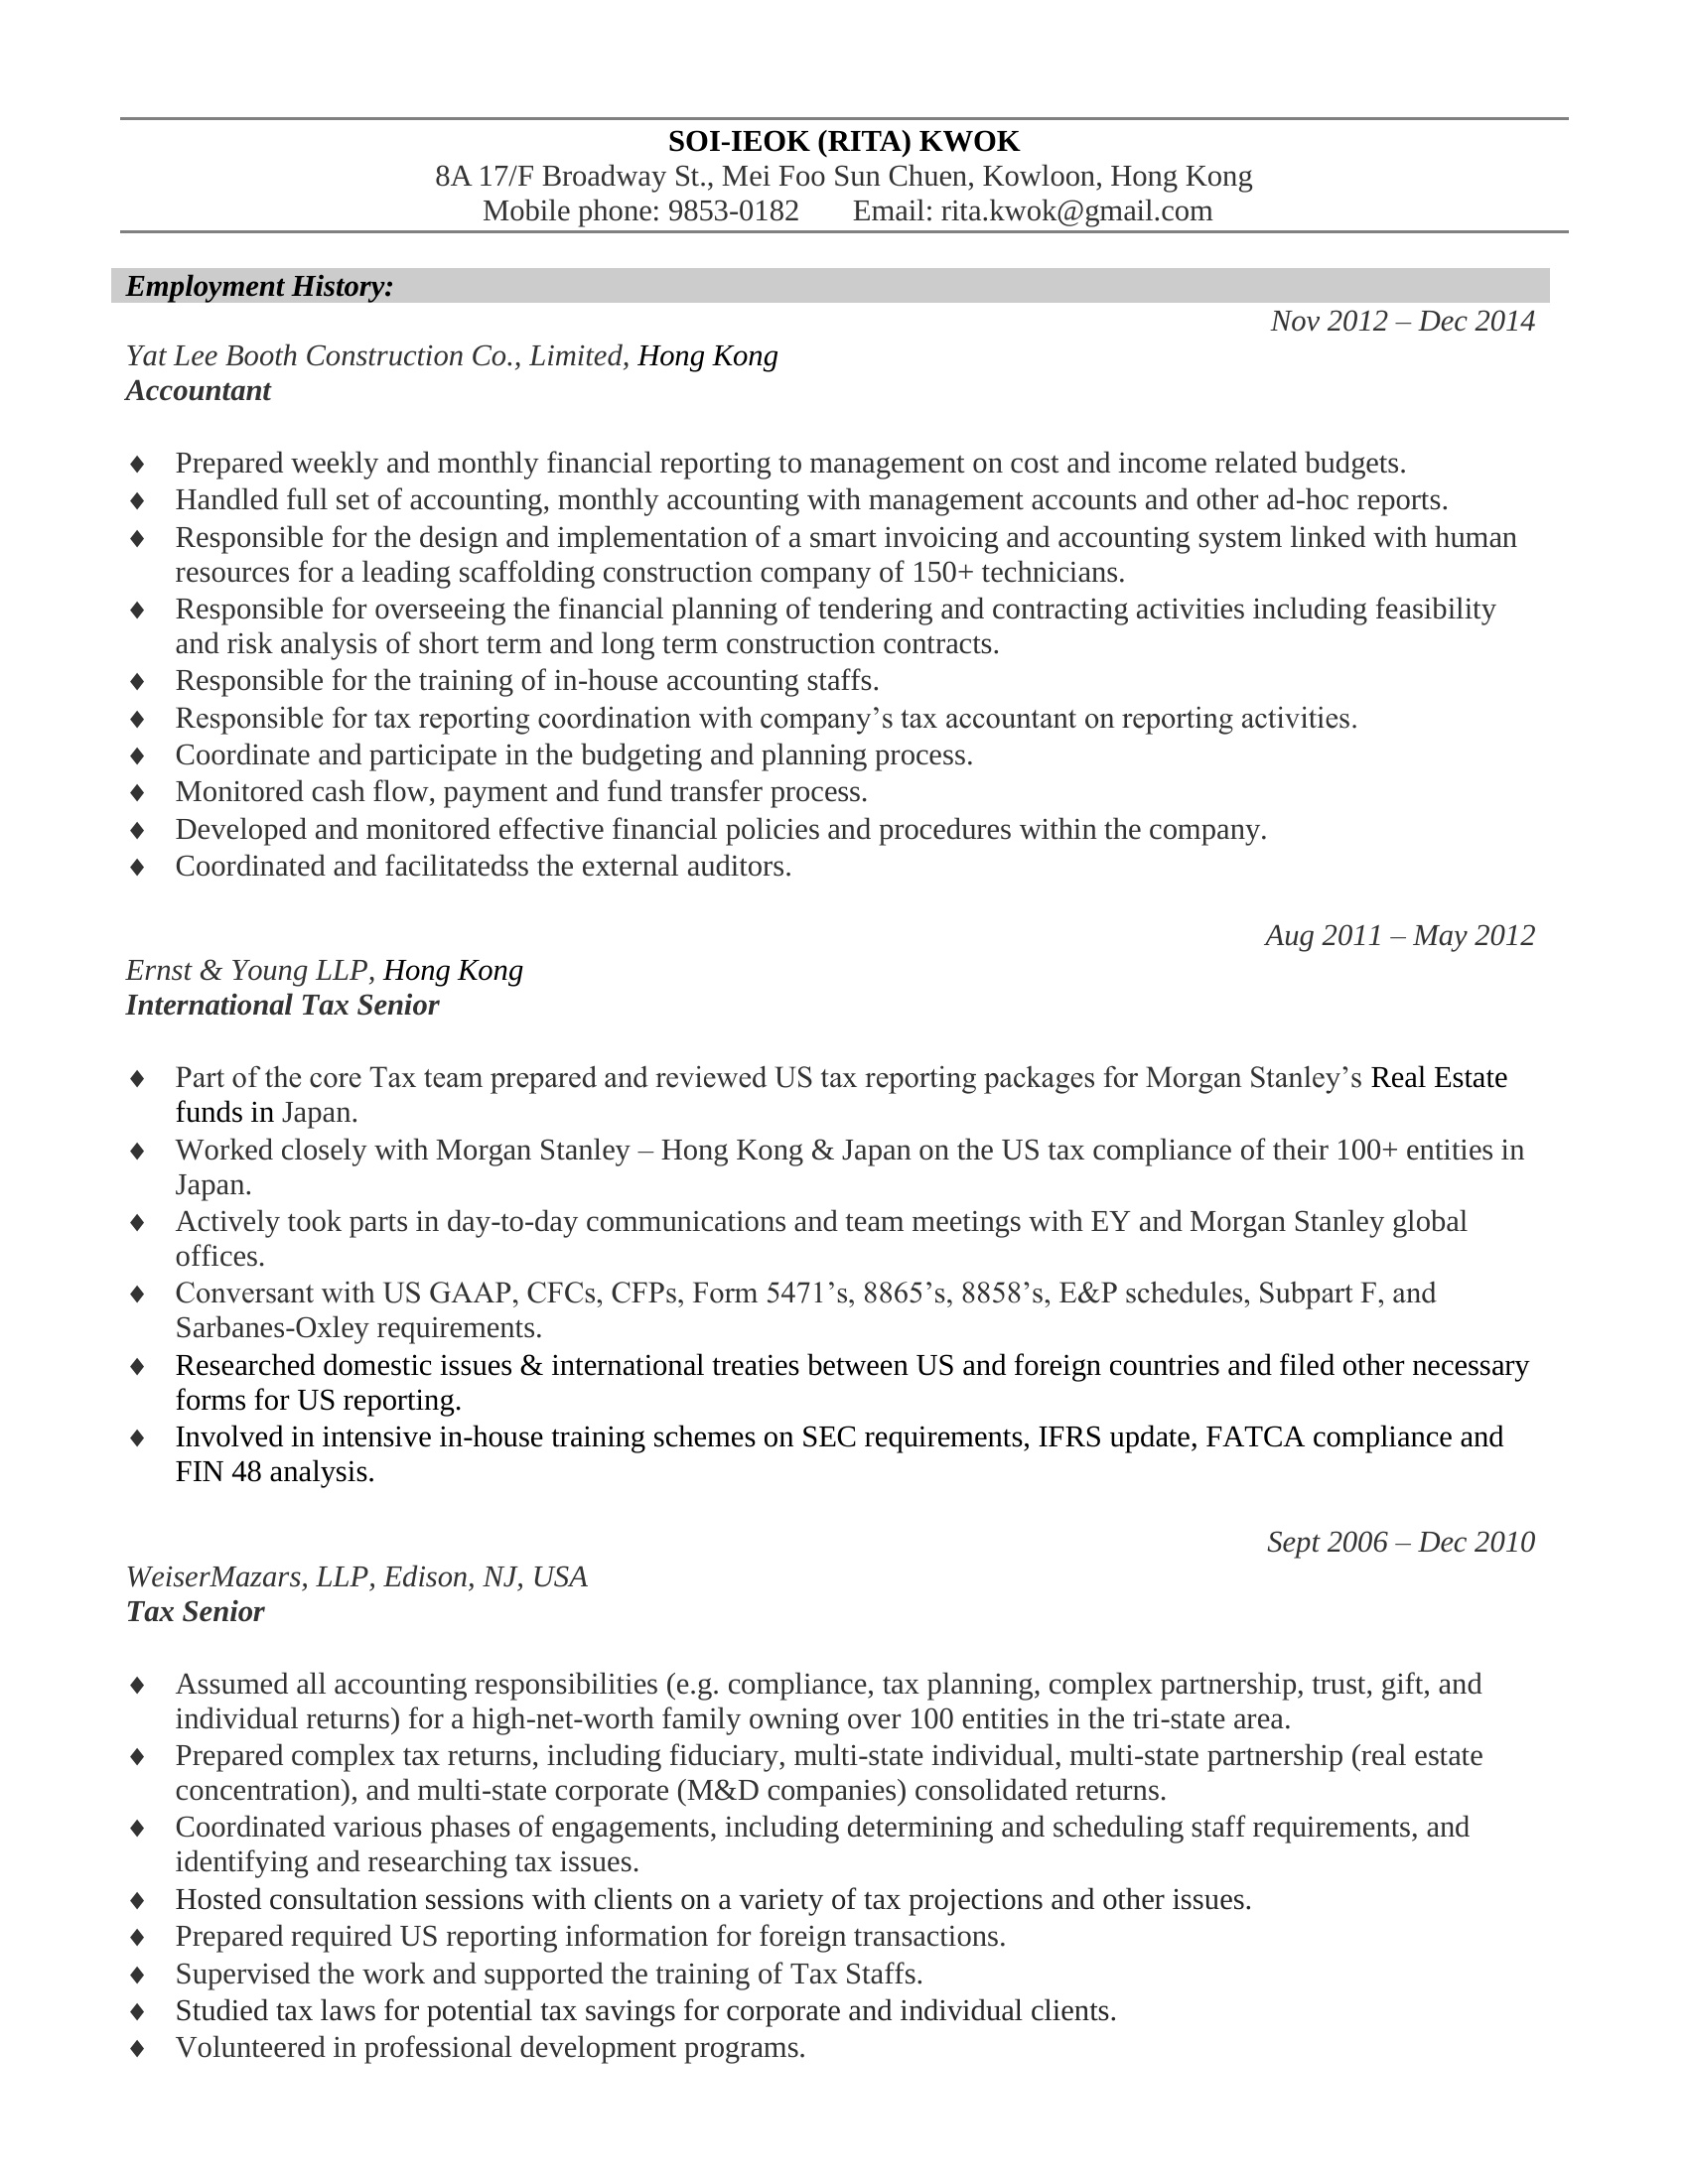 SOI-IEOK (RITA) KWOK
8A 17/F Broadway St., Mei Foo Sun Chuen, Kowloon, Hong Kong
Mobile phone: 9853-0182 Email: rita.kwok@gmail.com
Employment History:
Nov 2012 – Dec 2014
Yat Lee Booth Construction Co., Limited, Hong Kong
Accountant
♦ Prepared weekly and monthly financial reporting to management on cost and income related budgets.
♦ Handled full set of accounting, monthly accounting with management accounts and other ad-hoc reports.
♦ Responsible for the design and implementation of a smart invoicing and accounting system linked with human
resources for a leading scaffolding construction company of 150+ technicians.
♦ Responsible for overseeing the financial planning of tendering and contracting activities including feasibility
and risk analysis of short term and long term construction contracts.
♦ Responsible for the training of in-house accounting staffs.
♦ Responsible for tax reporting coordination with company’s tax accountant on reporting activities.
♦ Coordinate and participate in the budgeting and planning process.
♦ Monitored cash flow, payment and fund transfer process.
♦ Developed and monitored effective financial policies and procedures within the company.
♦ Coordinated and facilitatedss the external auditors.
Aug 2011 – May 2012
Ernst & Young LLP, Hong Kong
International Tax Senior
♦ Part of the core Tax team prepared and reviewed US tax reporting packages for Morgan Stanley’s Real Estate
funds in Japan.
♦ Worked closely with Morgan Stanley – Hong Kong & Japan on the US tax compliance of their 100+ entities in
Japan.
♦ Actively took parts in day-to-day communications and team meetings with EY and Morgan Stanley global
offices.
♦ Conversant with US GAAP, CFCs, CFPs, Form 5471’s, 8865’s, 8858’s, E&P schedules, Subpart F, and
Sarbanes-Oxley requirements.
♦ Researched domestic issues & international treaties between US and foreign countries and filed other necessary
forms for US reporting.
♦ Involved in intensive in-house training schemes on SEC requirements, IFRS update, FATCA compliance and
FIN 48 analysis.
Sept 2006 – Dec 2010
WeiserMazars, LLP, Edison, NJ, USA
Tax Senior
♦ Assumed all accounting responsibilities (e.g. compliance, tax planning, complex partnership, trust, gift, and
individual returns) for a high-net-worth family owning over 100 entities in the tri-state area.
♦ Prepared complex tax returns, including fiduciary, multi-state individual, multi-state partnership (real estate
concentration), and multi-state corporate (M&D companies) consolidated returns.
♦ Coordinated various phases of engagements, including determining and scheduling staff requirements, and
identifying and researching tax issues.
♦ Hosted consultation sessions with clients on a variety of tax projections and other issues.
♦ Prepared required US reporting information for foreign transactions.
♦ Supervised the work and supported the training of Tax Staffs.
♦ Studied tax laws for potential tax savings for corporate and individual clients.
♦ Volunteered in professional development programs.